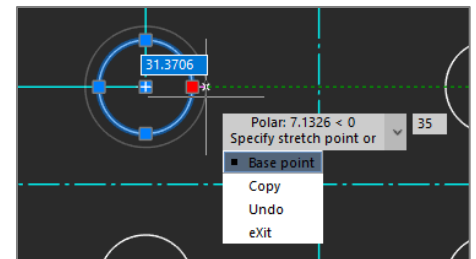 31.3706
Polar: 7.1326 < 0
Specify stretch point or
35
Base point
Copy
Undo
eXit